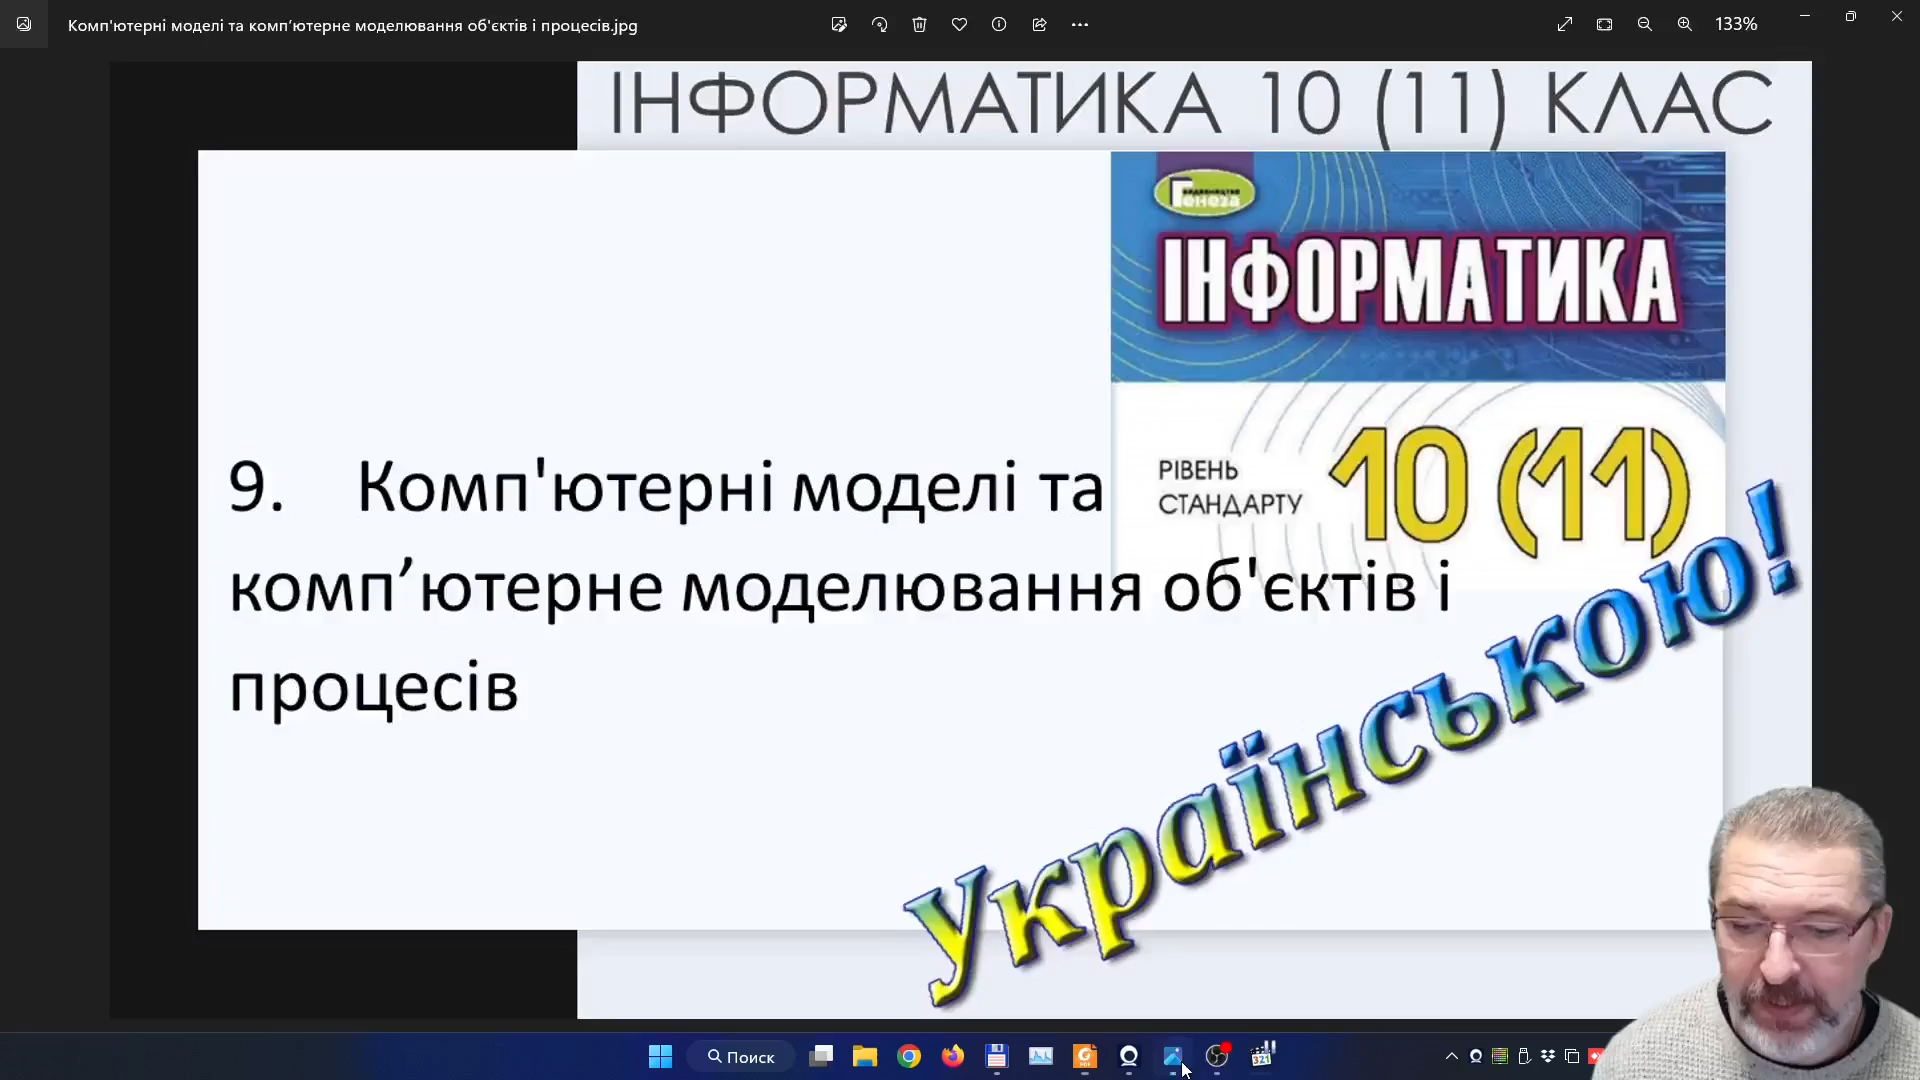 Комп'ютерні моделі та комп’ютерне моделювання об'єктів і процесів.jpg
133%
ІНФОРМАТИКА 10 (11) КЛАС
Генеза
ІНФОРМАТИКА
РІВЕНЬ
СТАНДАРТУ
10 (11)
9. Комп'ютерні моделі та
комп’ютерне моделювання об'єктів і
процесів
Українською!
Поиск
321